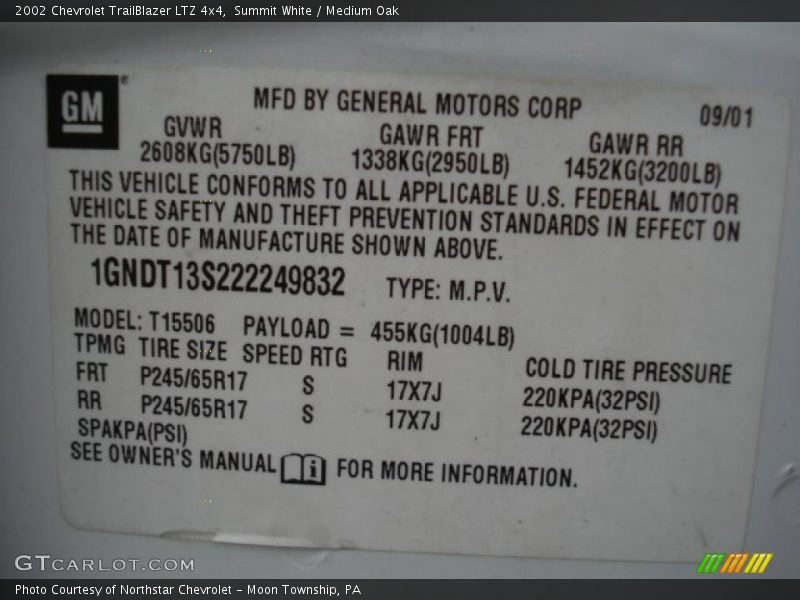 2002 Chevrolet TrailBlazer LTZ 4x4, Summit White / Medium Oak
GM
MFD BY GENERAL MOTORS CORP 09/01
GVWR GAWR FRT GAWR RR
2608KG(5750LB) 1338KG(2950LB) 1452KG(3200LB)
THIS VEHICLE CONFORMS TO ALL APPLICABLE U.S. FEDERAL MOTOR
VEHICLE SAFETY AND THEFT PREVENTION STANDARDS IN EFFECT ON
THE DATE OF MANUFACTURE SHOWN ABOVE.
1GNDT13S222249832 TYPE: M.P.V.
MODEL: T15506 PAYLOAD = 455KG(1004LB)
TPMG TIRE SIZE SPEED RTG RIM COLD TIRE PRESSURE
FRT P245/65R17 S 17X7J 220KPA(32PSI)
RR P245/65R17 S 17X7J 220KPA(32PSI)
SPAKPA(PSI)
SEE OWNER'S MANUAL i FOR MORE INFORMATION.
GTCARLOT.COM
Photo Courtesy of Northstar Chevrolet - Moon Township, PA